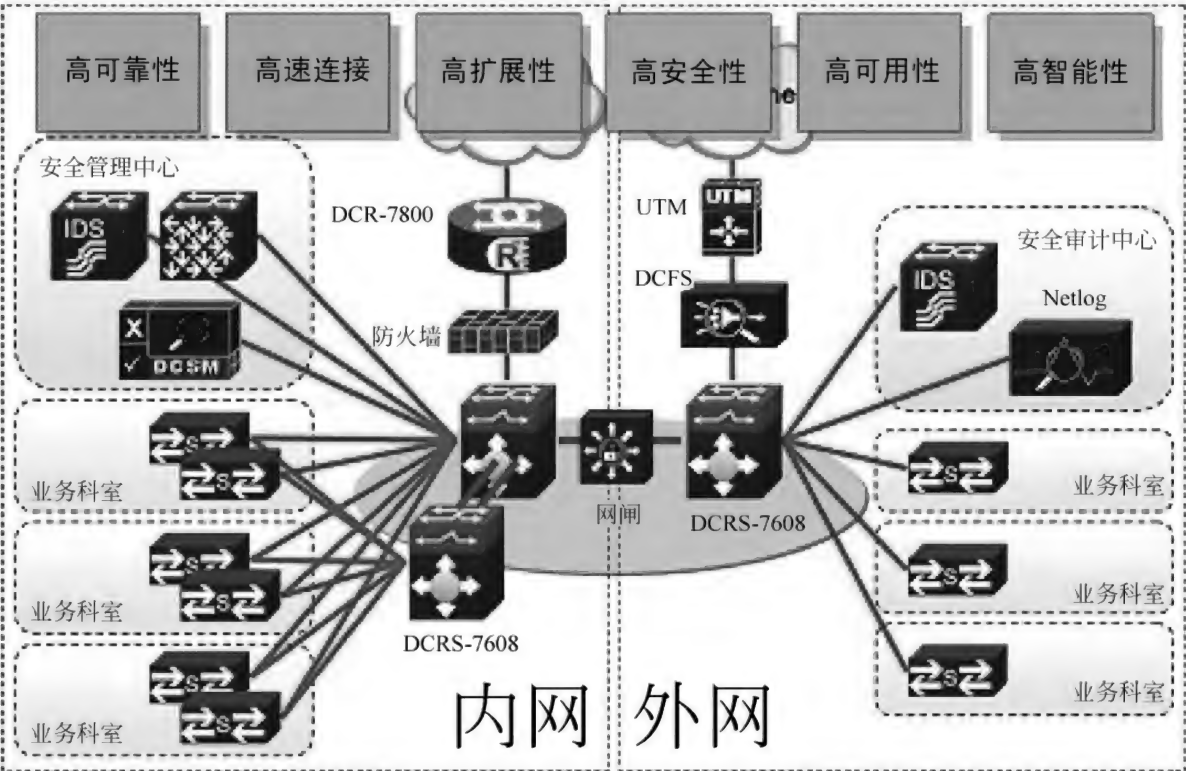 高可靠性
高速连接
高扩展性
高安全性
高可用性
高智能性
安全管理中心
IDS
DCSM
DCR-7800
R
防火墙
UTM
UTM
DCFS
安全审计中心
IDS
Netlog
S
S
业务科室
S
S
业务科室
S
S
业务科室
网闸
DCRS-7608
DCRS-7608
S
业务科室
S
业务科室
S
业务科室
内网
外网